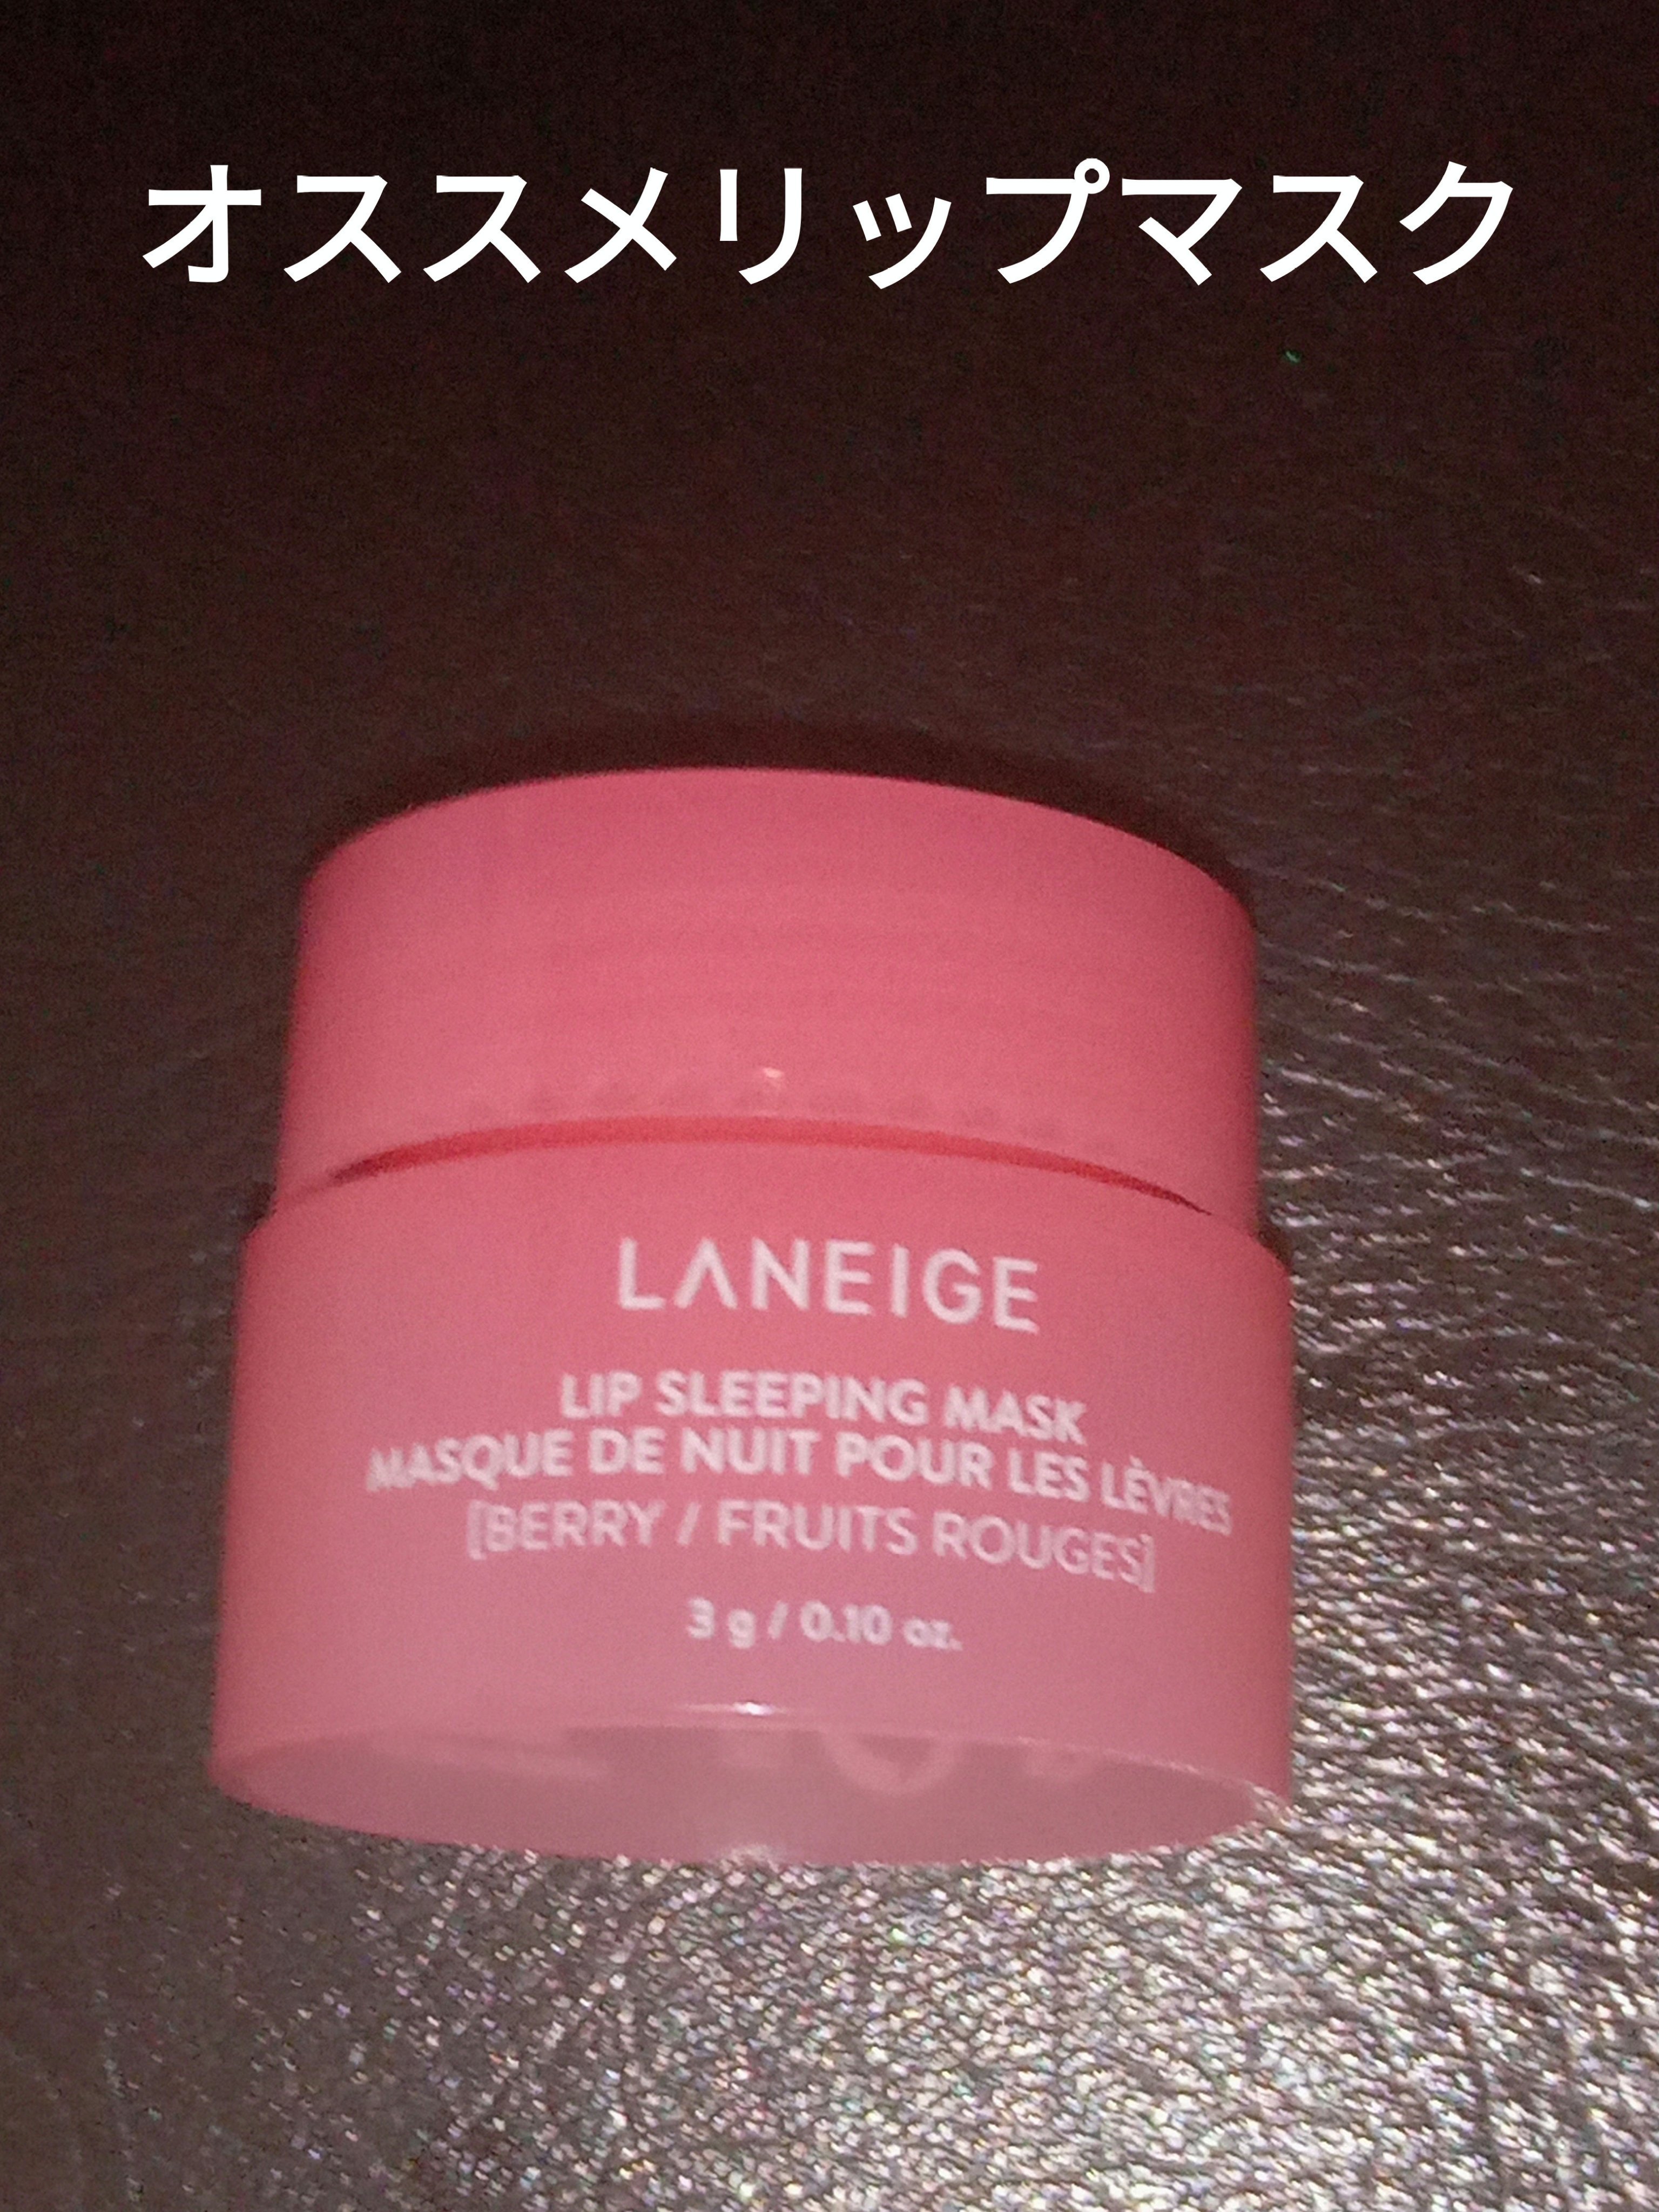 オススメリップマスク
LANEIGE
LIP SLEEPING MASK
MASQUE DE NUIT POUR LES LÈVRES
[BERRY / FRUITS ROUGES]
3 g / 0.10 oz.